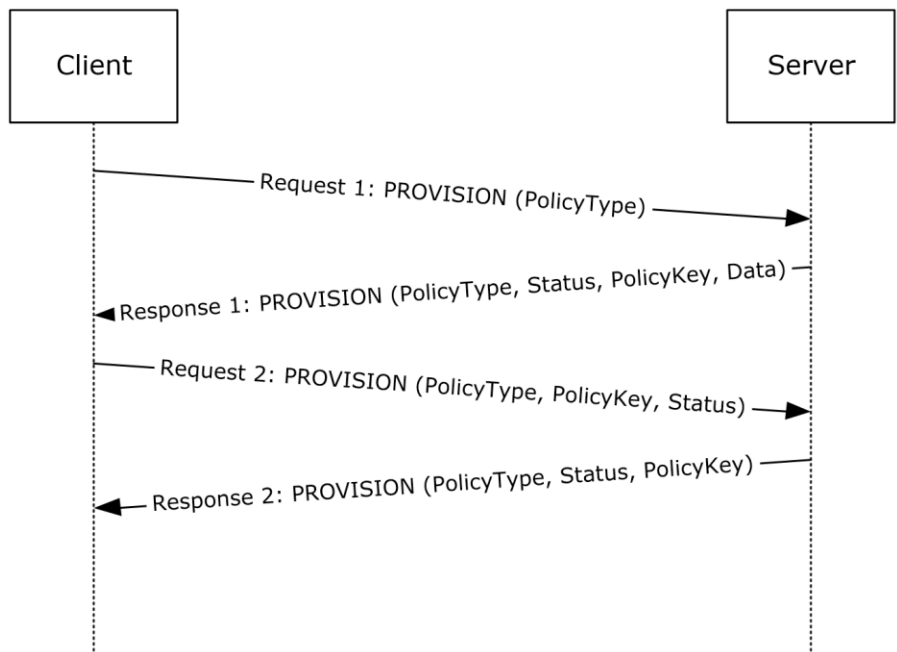 Client
Server
Request 1: PROVISION (PolicyType)
Response 1: PROVISION (PolicyType, Status, PolicyKey, Data)
Request 2: PROVISION (PolicyType, PolicyKey, Status)
Response 2: PROVISION (PolicyType, Status, PolicyKey)